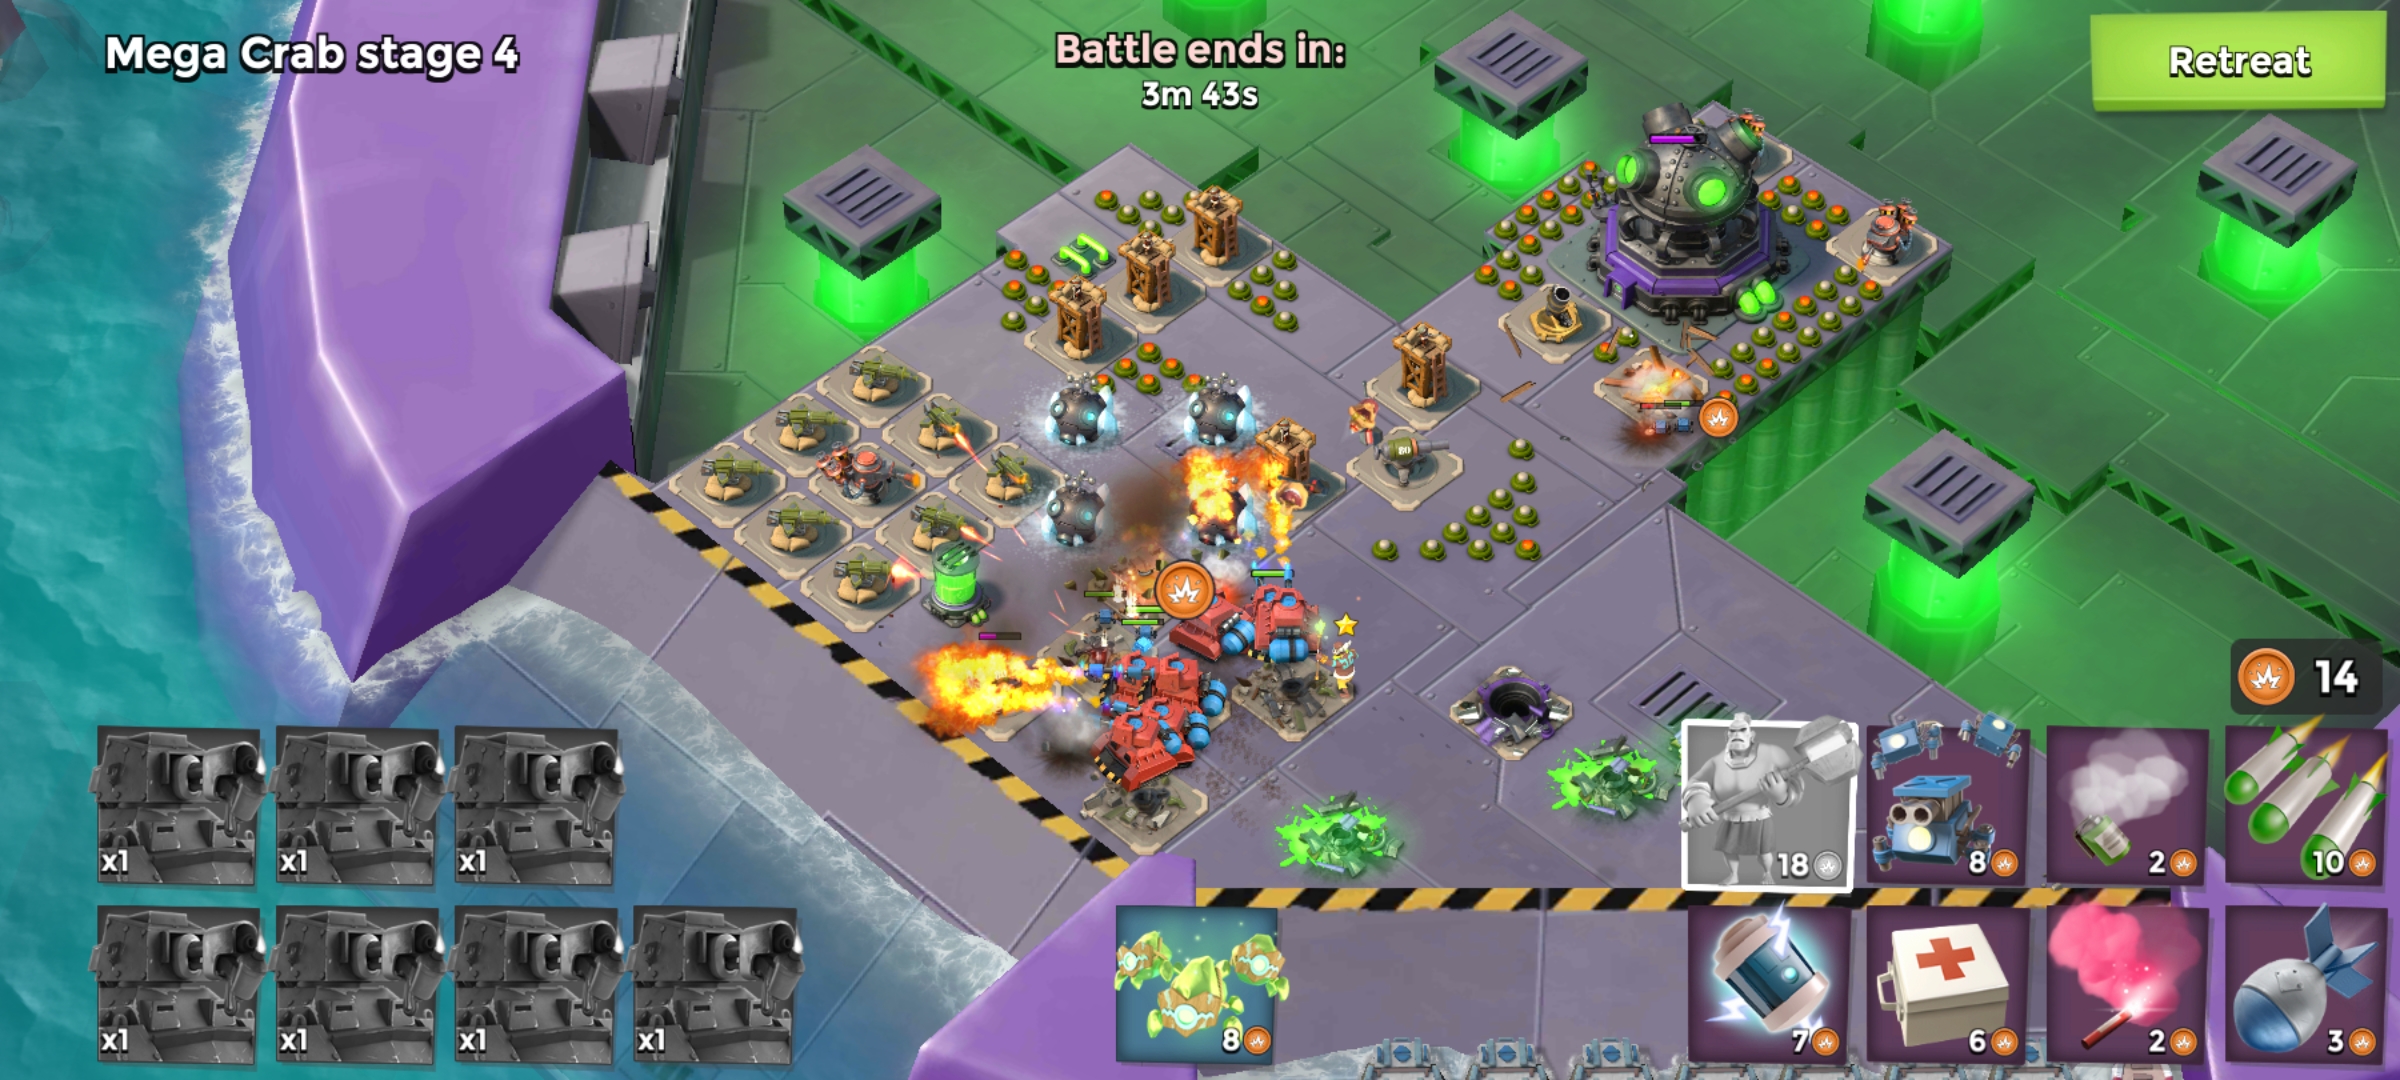 Mega Crab stage 4
Battle ends in:
3m 43s
Retreat
14
x1
x1
x1
18
8
2
10
x1
x1
x1
x1
8
7
6
2
3